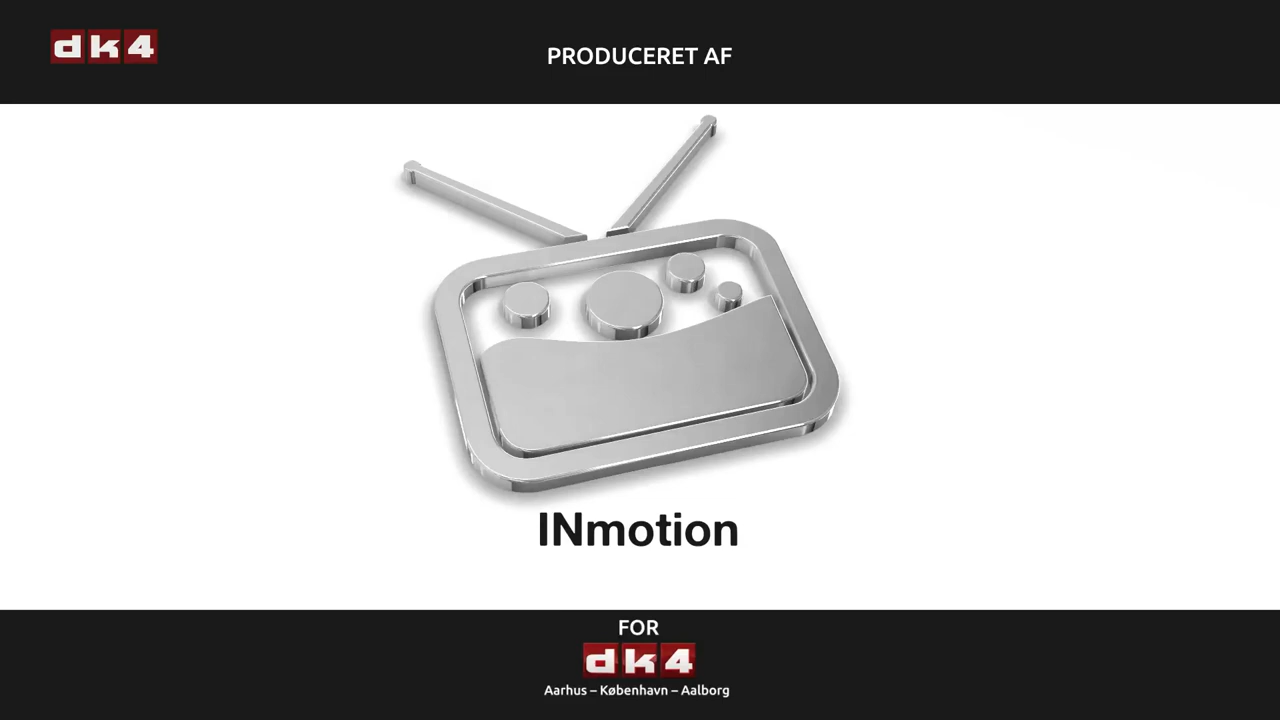 dk4
PRODUCERET AF
INmotion
FOR
dk4
Aarhus – København – Aalborg